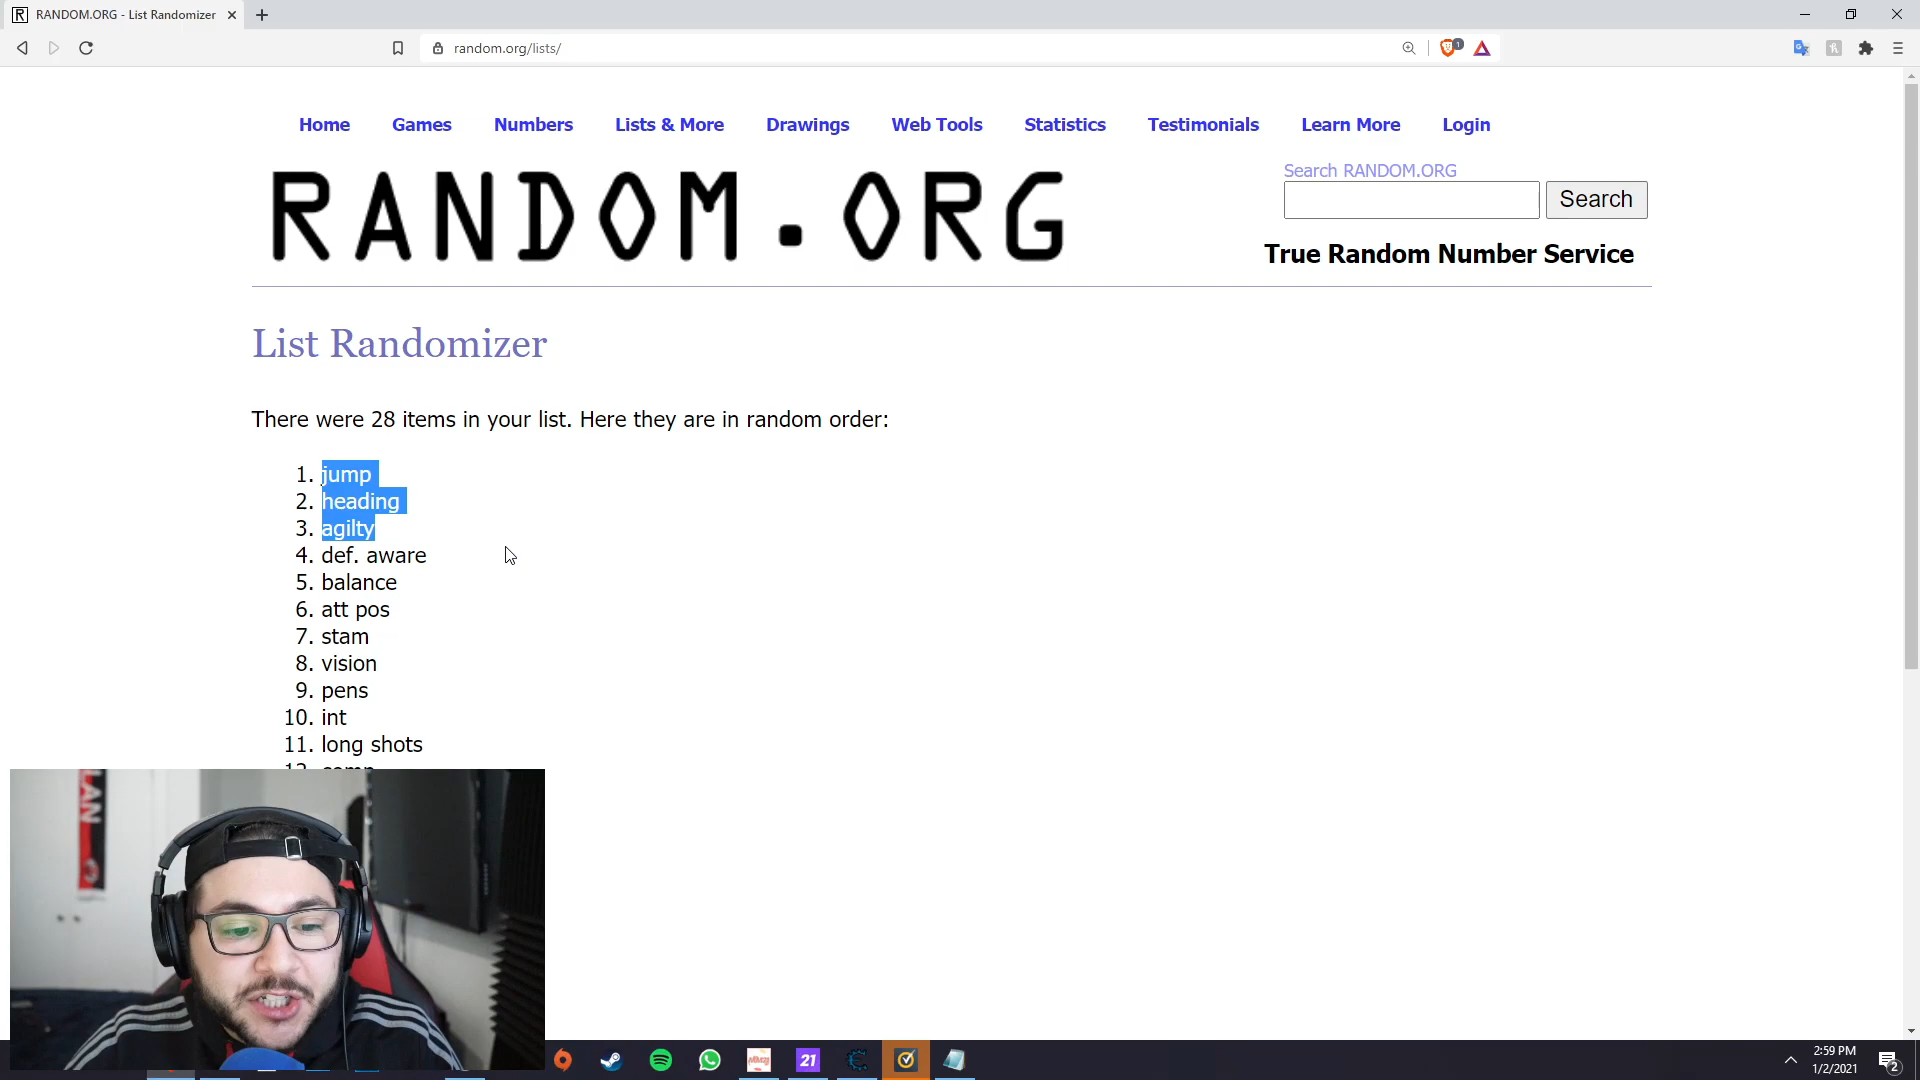 RANDOM.ORG - List Randomizer
random.org/lists/
1
Home Games Numbers Lists & More Drawings Web Tools Statistics Testimonials Learn More Login
RANDOM.ORG
Search RANDOM.ORG
Search
True Random Number Service
List Randomizer
There were 28 items in your list. Here they are in random order:
1. jump
2. heading
3. agilty
4. def. aware
5. balance
6. att pos
7. stam
8. vision
9. pens
10. int
11. long shots
LAN
21
2:59 PM
1/2/2021
2